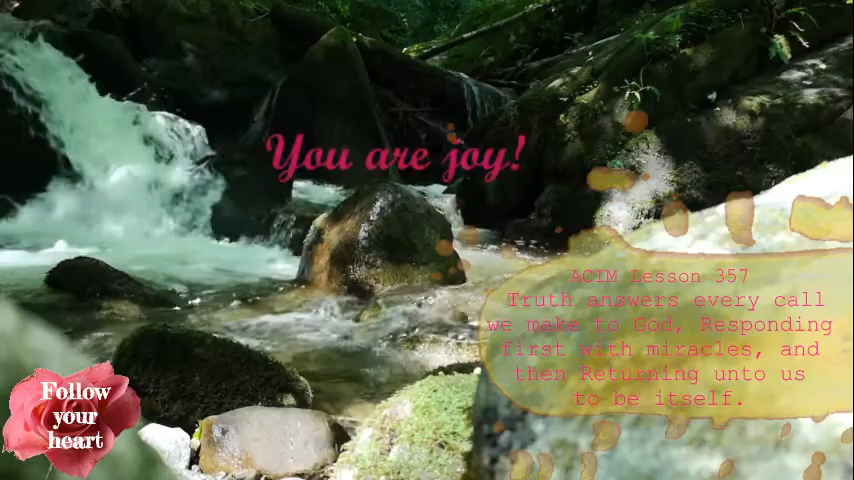 You are joy!
ACIM Lesson 357
Truth answers every call
we make to God, Responding
first with miracles, and
then Returning unto us
to be itself.
Follow
your
heart